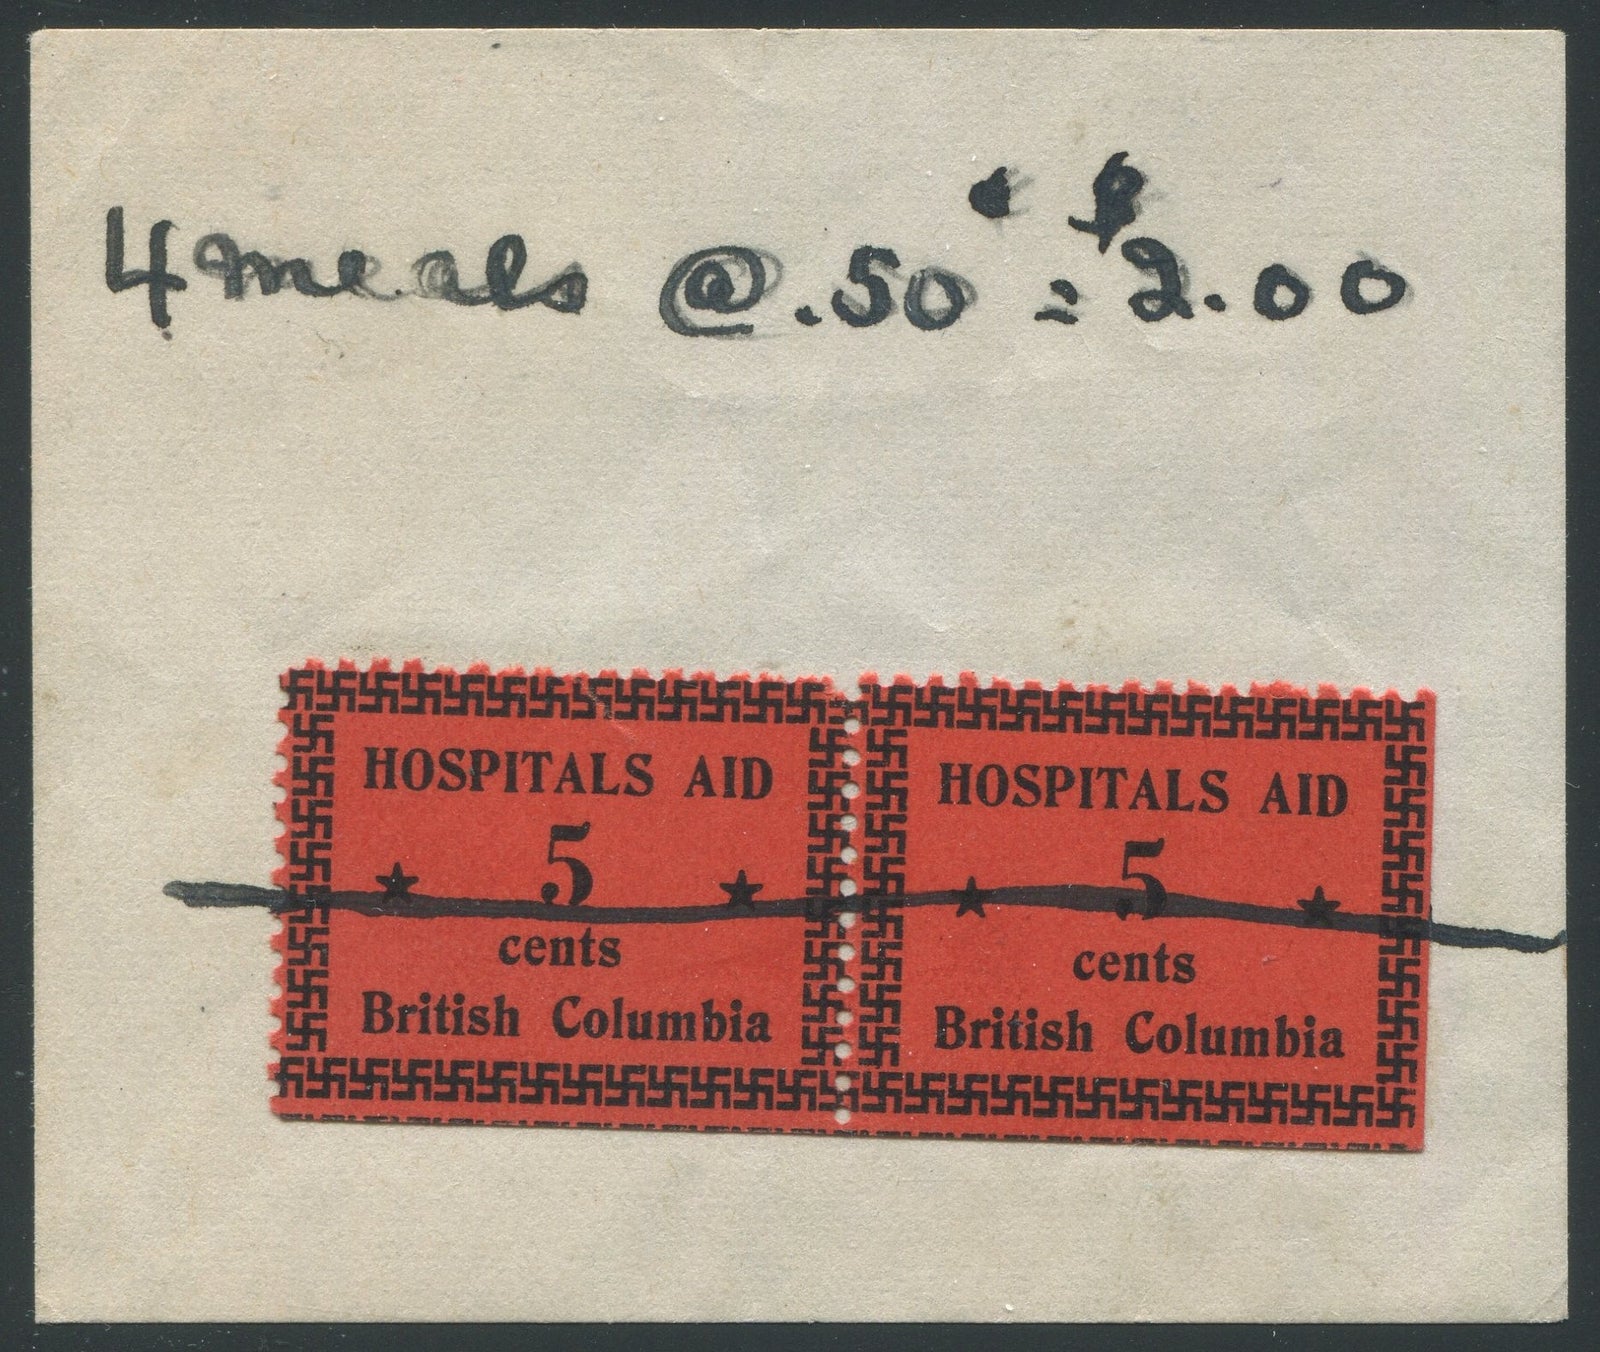 4 meals @ .50 = $2.00
HOSPITALS AID
5
cents
British Columbia
HOSPITALS AID
5
cents
British Columbia